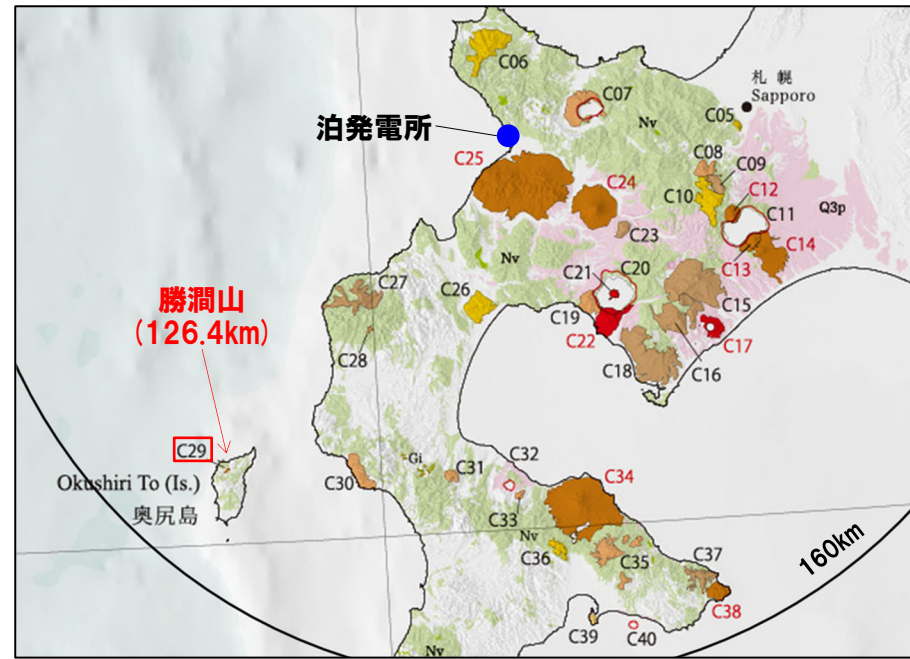 C06
C07
札幌
Sapporo
C05
Nv
泊発電所
C25
C08
C09
C24
C10
C12
C11
Q3p
C23
C14
C13
Nv
C27
C21
C20
C26
C15
勝澗山
(126.4km)
C19
C22
C17
C28
C18
C16
C29
Gi
C32
C31
C34
Okushiri To (Is.)
C30
奥尻島
C33
Nv
C36
C35
C37
160km
C38
C39
C40
Nv